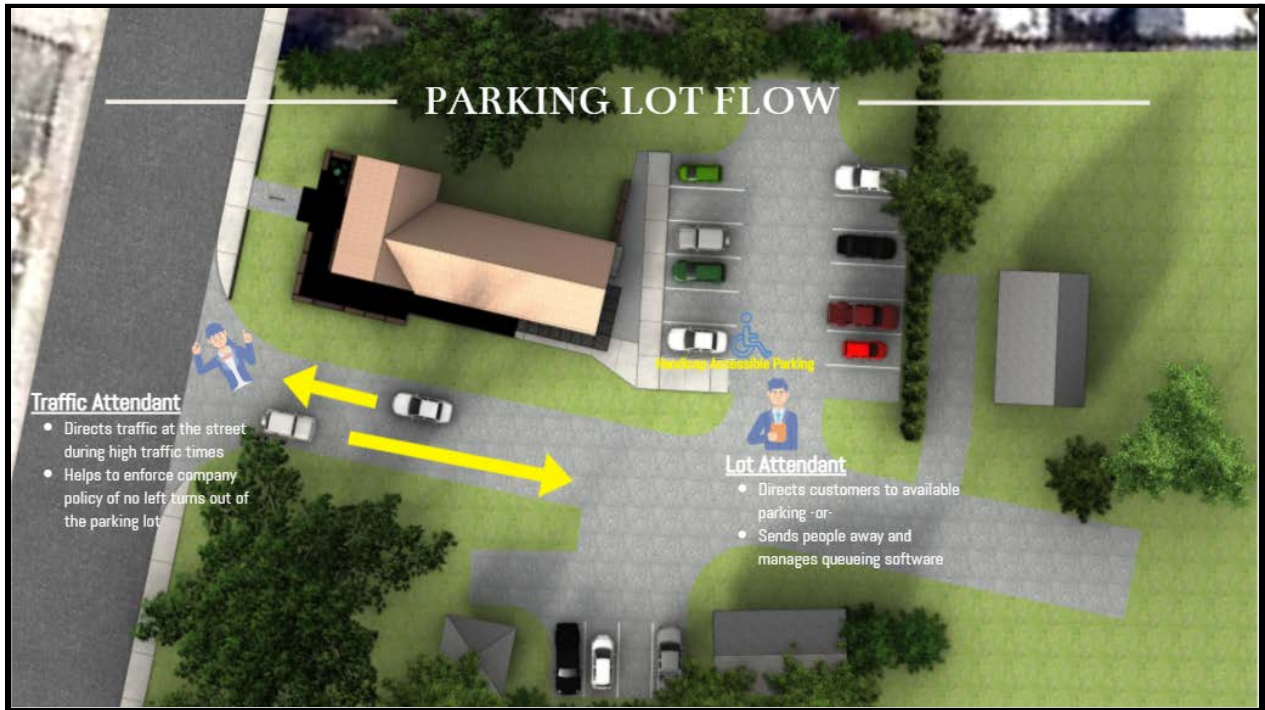 PARKING LOT FLOW
Handicap Accessible Parking
Traffic Attendant
• Directs traffic at the street
during high traffic times
• Helps to enforce company
policy of no left turns out of
the parking lot
Lot Attendant
• Directs customers to available
parking -or-
• Sends people away and
manages queueing software